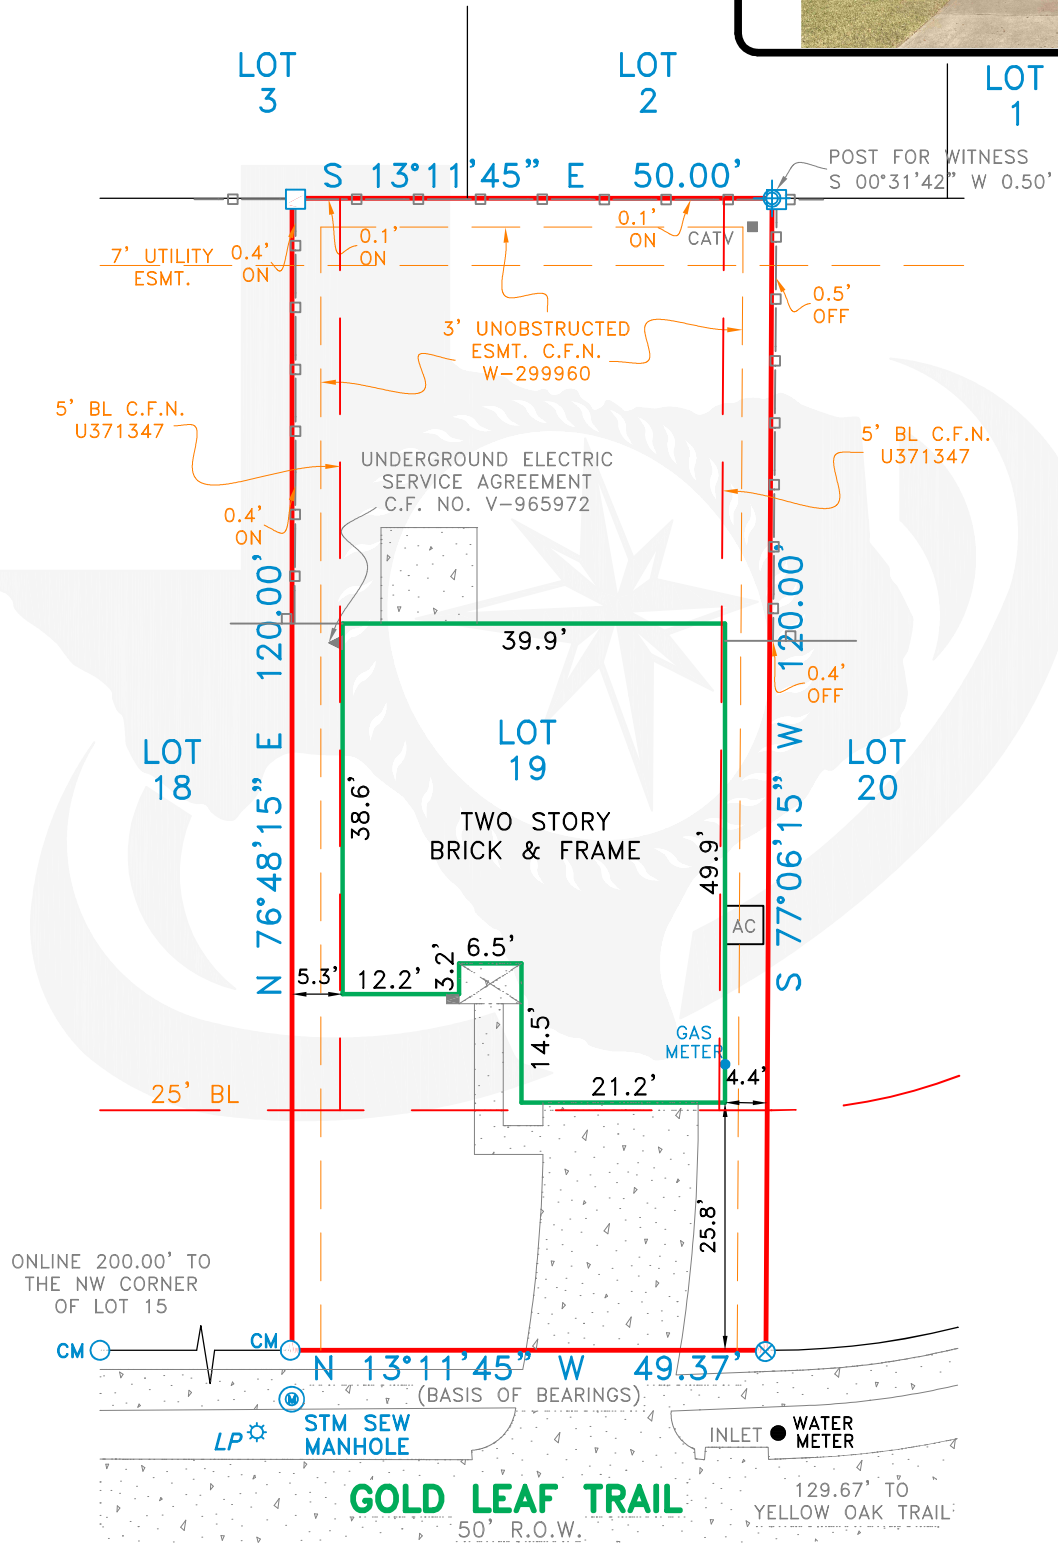 LOT
3
LOT
2
LOT
1
S 13°11'45" E 50.00'
POST FOR WITNESS
S 00°31'42" W 0.50'
7' UTILITY
ESMT.
0.4'
ON
0.1'
ON
0.1'
ON
CATV
0.5'
OFF
3' UNOBSTRUCTED
ESMT. C.F.N.
W-299960
5' BL C.F.N.
U371347
5' BL C.F.N.
U371347
UNDERGROUND ELECTRIC
SERVICE AGREEMENT
C.F. NO. V-965972
0.4'
ON
N 76°48'15" E 120.00'
S 77°06'15" W 120.00'
39.9'
0.4'
OFF
LOT
18
LOT
19
LOT
20
TWO STORY
BRICK & FRAME
38.6'
49.9'
AC
6.5'
3.2'
5.3'
12.2'
14.5'
GAS
METER
4.4'
21.2'
25' BL
25.8'
ONLINE 200.00' TO
THE NW CORNER
OF LOT 15
CM
CM
N 13°11'45" W 49.37'
(BASIS OF BEARINGS)
M
STM SEW
MANHOLE
LP
INLET
WATER
METER
GOLD LEAF TRAIL
50' R.O.W.
129.67' TO
YELLOW OAK TRAIL